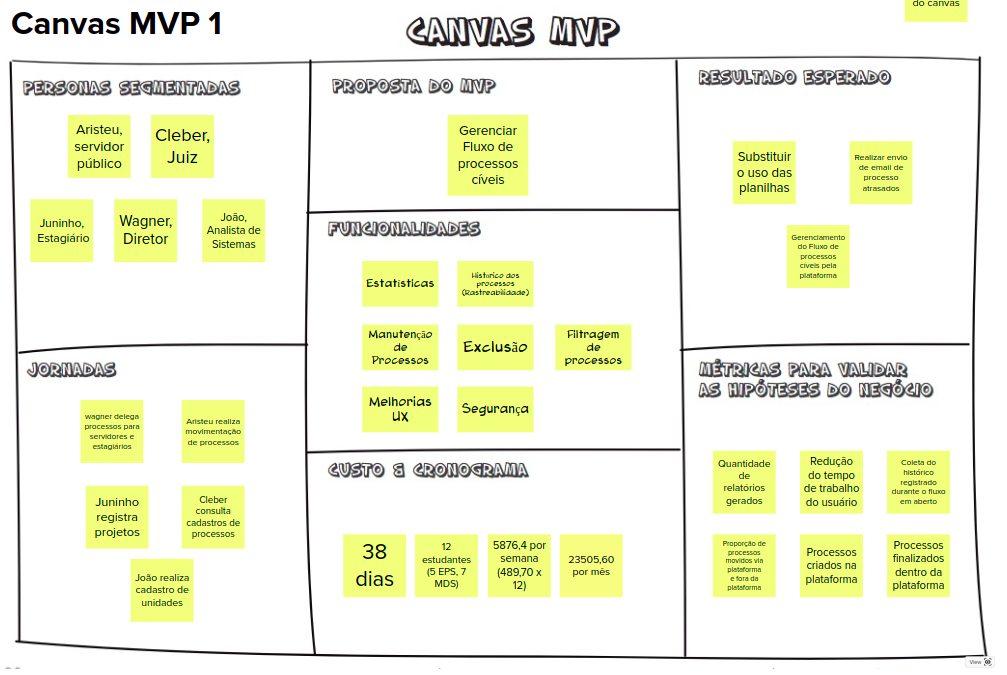 Canvas MVP 1
CANVAS MVP
do canvas
PERSONAS SEGMENTADAS
Aristeu,
servidor
público
Cleber,
Juiz
Juninho,
Estagiário
Wagner,
Diretor
João,
Analista de
Sistemas
PROPOSTA DO MVP
Gerenciar
Fluxo de
processos
cíveis
RESULTADO ESPERADO
Substituir
o uso das
planilhas
Realizar envio
de email de
processo
atrasados
Gerenciamento
do Fluxo de
processos
cíveis pela
plataforma
FUNCIONALIDADES
Estatísticas
Histórico dos
processos
(Rastreabilidade)
Manutenção
de
Processos
Exclusão
Filtragem
de
processos
Melhorias
UX
Segurança
JORNADAS
wagner delega
processos para
servidores e
estagiários
Aristeu realiza
movimentação
de processos
Juninho
registra
projetos
Cleber
consulta
cadastros de
processos
João realiza
cadastro de
unidades
CUSTO & CRONOGRAMA
38
dias
12
estudantes
(5 EPS, 7
MDS)
5876,4 por
semana
(489,70 x
12)
23505,60
por mês
MÉTRICAS PARA VALIDAR
AS HIPÓTESES DO NEGÓCIO
Quantidade
de
relatórios
gerados
Redução
do tempo
de trabalho
do usuário
Coleta do
histórico
registrado
durante o fluxo
em aberto
Proporção de
processos
movidos via
plataforma
e fora da
plataforma
Processos
criados na
plataforma
Processos
finalizados
dentro da
plataforma
View